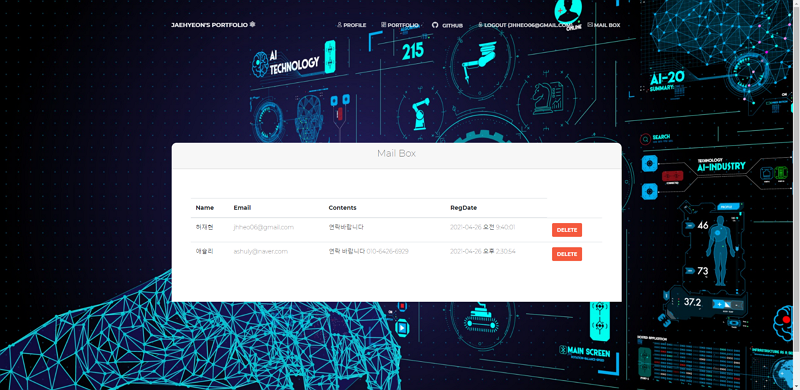 JAEHYEON'S PORTFOLIO
PROFILE
PORTFOLIO
GITHUB
LOGOUT (JHHEO06@GMAIL.COM)
MAIL BOX
ONLINE
AI
TECHNOLOGY
215
AI-20
SUMMARY:
ON
SEARCH
TECHNOLOGY
AI-INDUSTRY
Mail Box
Name Email Contents RegDate
허재현 jhheo06@gmail.com 연락바랍니다 2021-04-26 오전 9:40:01 DELETE
애슐리 ashuly@naver.com 연락 바랍니다 010-6426-6929 2021-04-26 오후 2:30:54 DELETE
PROFILE
46
73
37.2
MAIN SCREEN